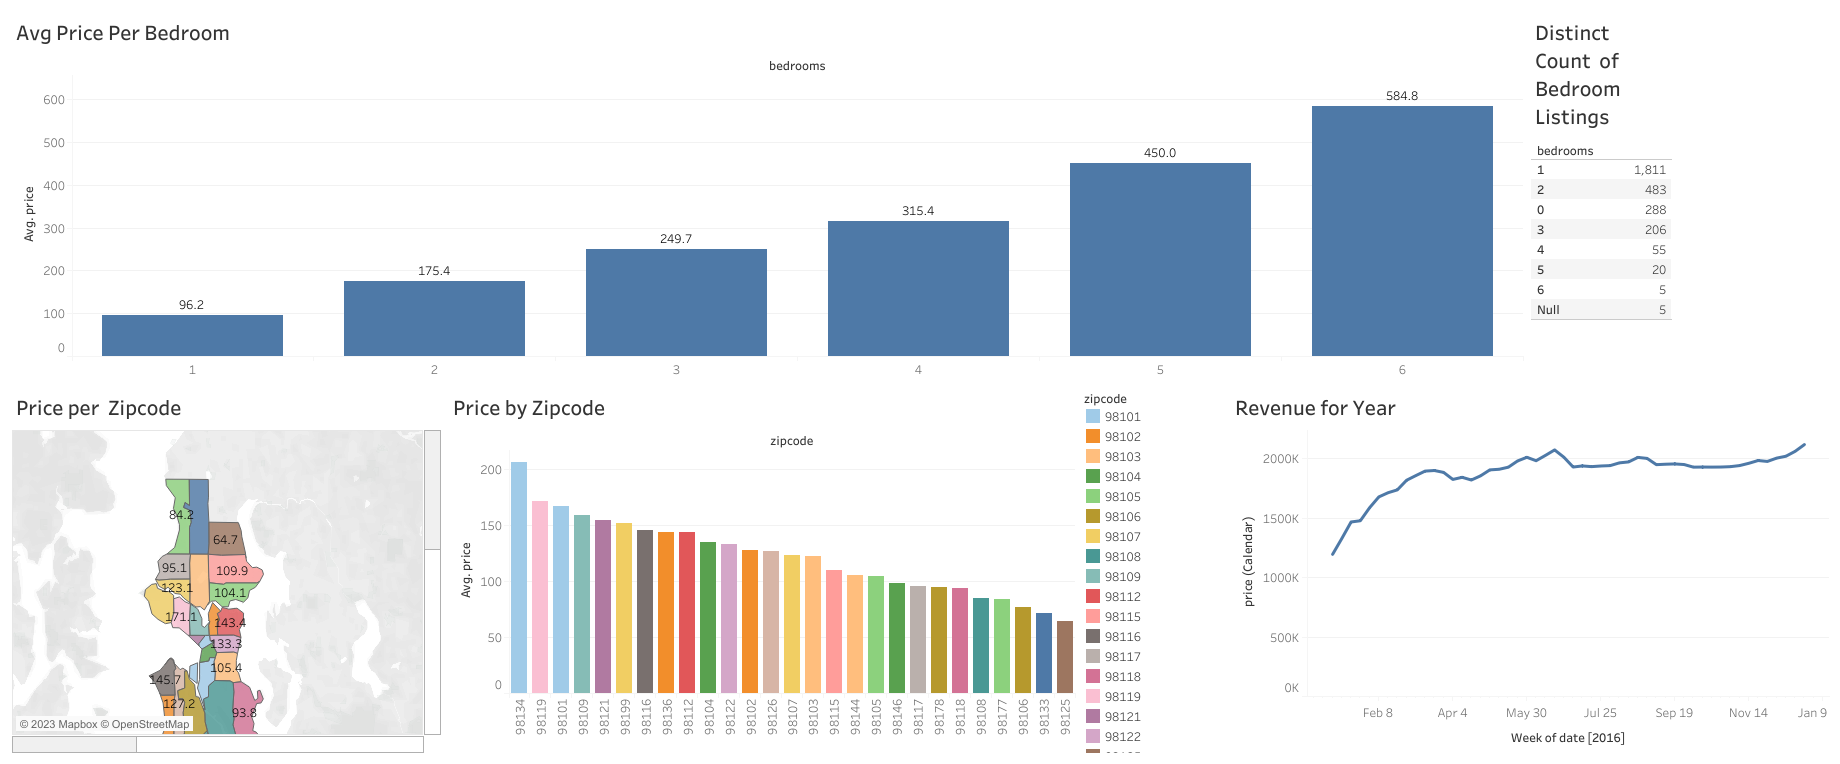 Avg Price Per Bedroom
bedrooms
Avg. price
600
500
400
300
200
100
0
96.2
175.4
249.7
315.4
450.0
584.8
1
2
3
4
5
6
Distinct
Count of
Bedroom
Listings
bedrooms
1 1,811
2 483
0 288
3 206
4 55
5 20
6 5
Null 5
Price per Zipcode
84.2
64.7
95.1
109.9
123.1
104.1
171.1
143.4
133.3
105.4
145.7
127.2
93.8
© 2023 Mapbox © OpenStreetMap
Price by Zipcode
zipcode
Avg. price
200
150
100
50
0
98134
98119
98101
98109
98121
98199
98116
98136
98112
98104
98122
98102
98126
98107
98103
98115
98144
98105
98146
98117
98178
98118
98108
98177
98106
98133
98125
zipcode
98101
98102
98103
98104
98105
98106
98107
98108
98109
98112
98115
98116
98117
98118
98119
98121
98122
Revenue for Year
price (Calendar)
2000K
1500K
1000K
500K
0K
Feb 8
Apr 4
May 30
Jul 25
Sep 19
Nov 14
Jan 9
Week of date [2016]